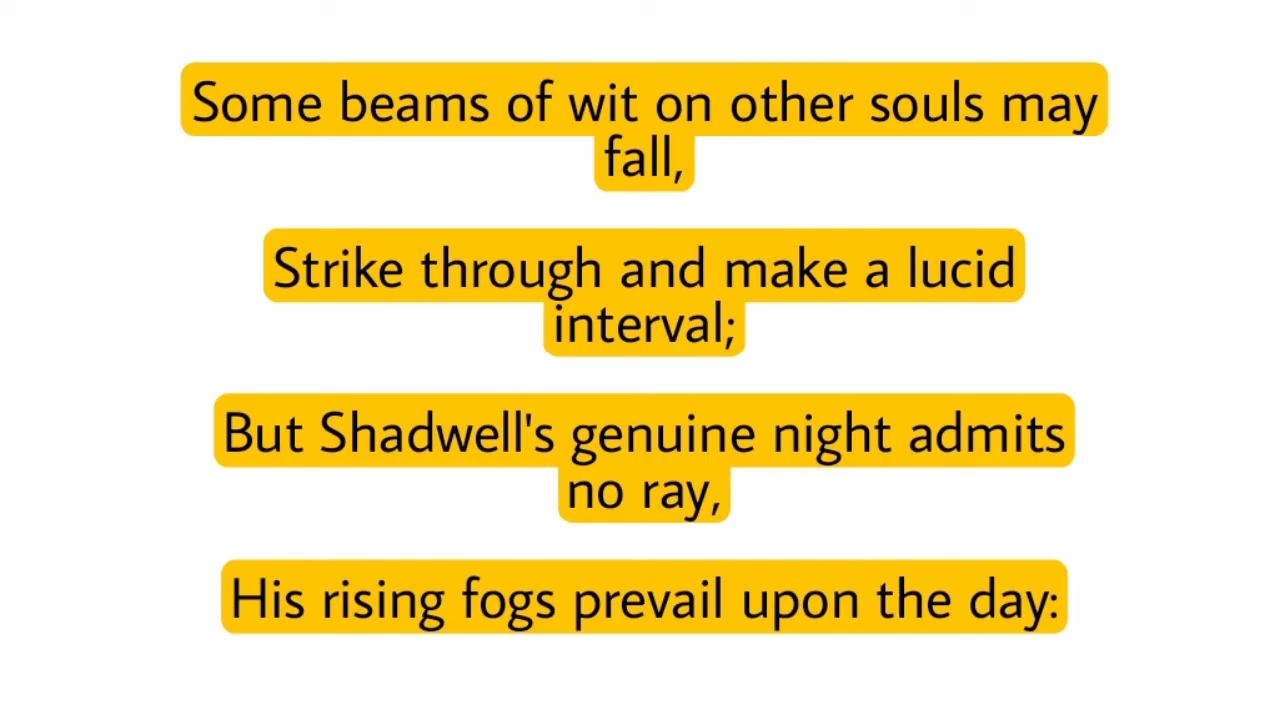 Some beams of wit on other souls may
fall,
Strike through and make a lucid
interval;
But Shadwell's genuine night admits
no ray,
His rising fogs prevail upon the day: